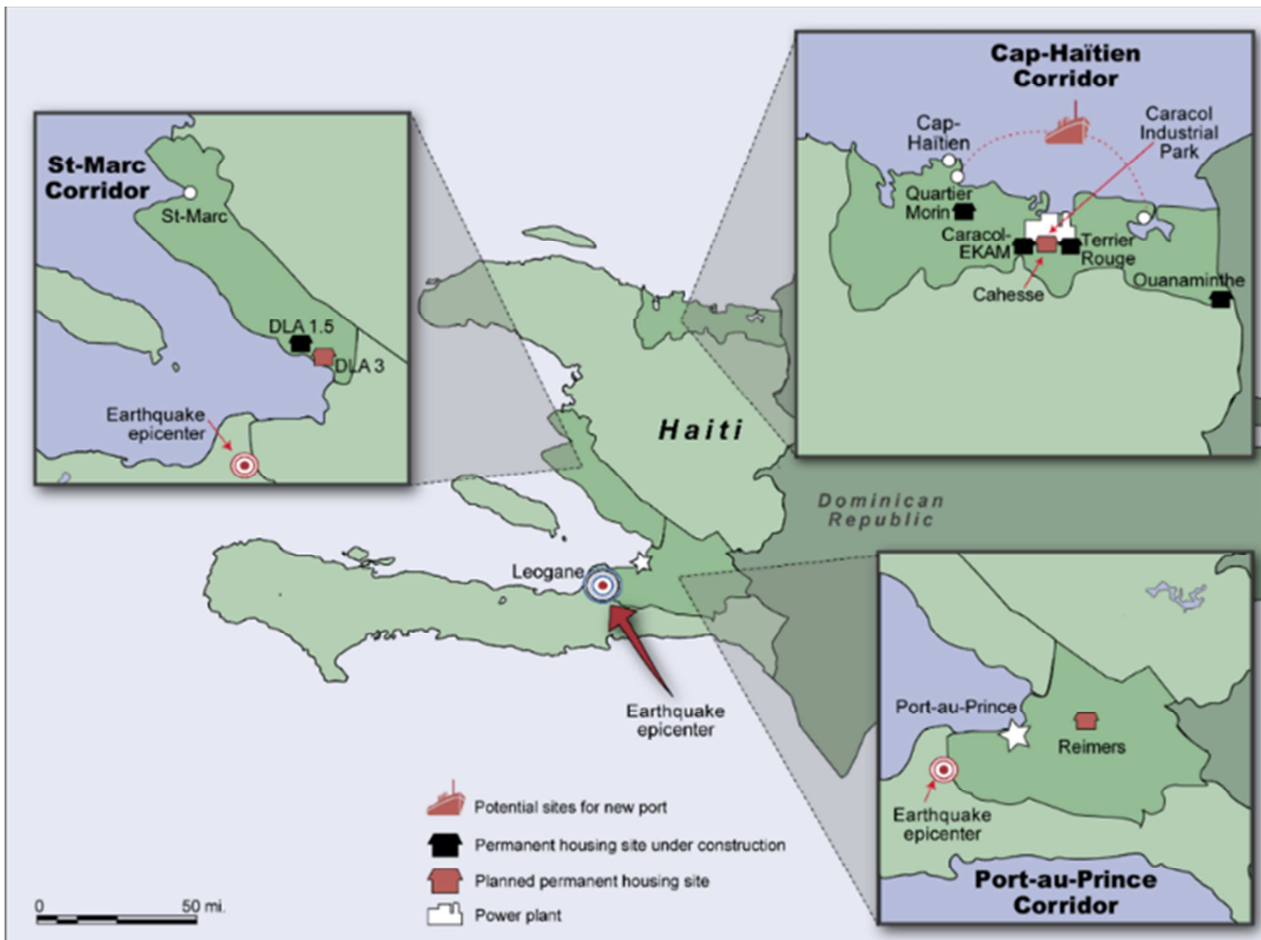 Cap-Haïtien
Corridor
Cap-
Haïtien
Caracol
Industrial
Park
Quartier
Morin
Caracol-
EKAM
Terrier
Rouge
Cahesse
Ouanaminthe
St-Marc
Corridor
St-Marc
DLA 1.5
DLA 3
Earthquake
epicenter
Haiti
Dominican
Republic
Leogane
Earthquake
epicenter
Port-au-Prince
Reimers
Earthquake
epicenter
Port-au-Prince
Corridor
Potential sites for new port
Permanent housing site under construction
Planned permanent housing site
Power plant
0 50 mi.